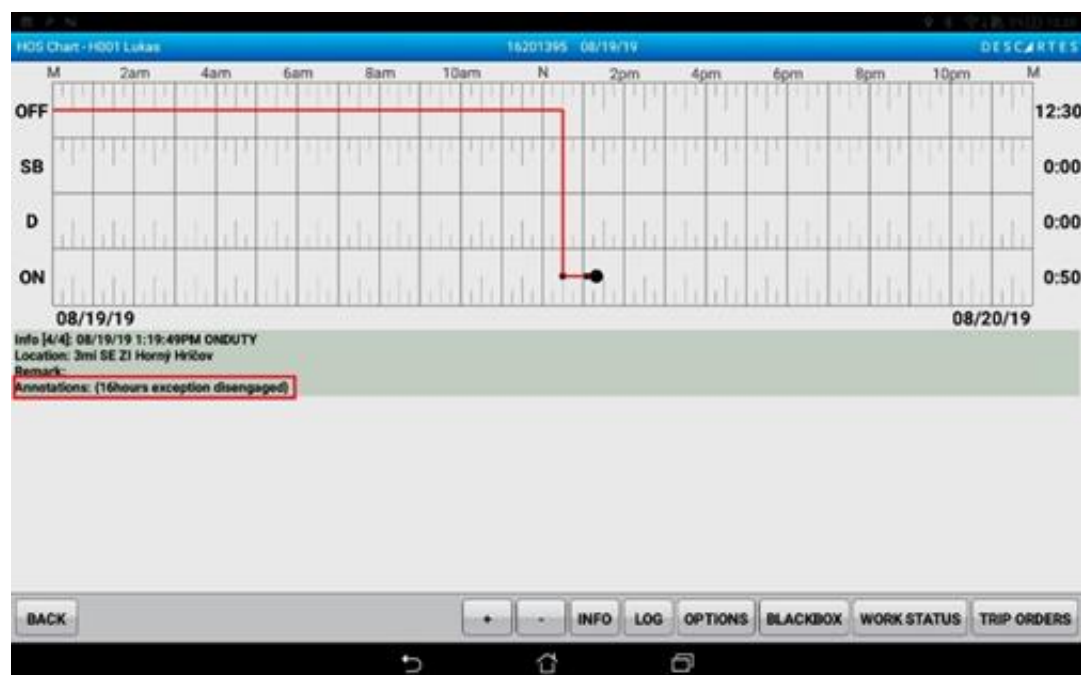 HOS Chart - H001 Lukas 16201395 08/19/19 DESCARTES
M 2am 4am 6am 8am 10am N 2pm 4pm 6pm 8pm 10pm M
OFF 12:30
SB 0:00
D 0:00
ON 0:50
08/19/19 08/20/19
Info [4/4]: 08/19/19 1:19:49PM ONDUTY
Location: 3mi SE ZI Horný Hričov
Remark:
Annotations: (16hours exception disengaged)
BACK + - INFO LOG OPTIONS BLACKBOX WORK STATUS TRIP ORDERS